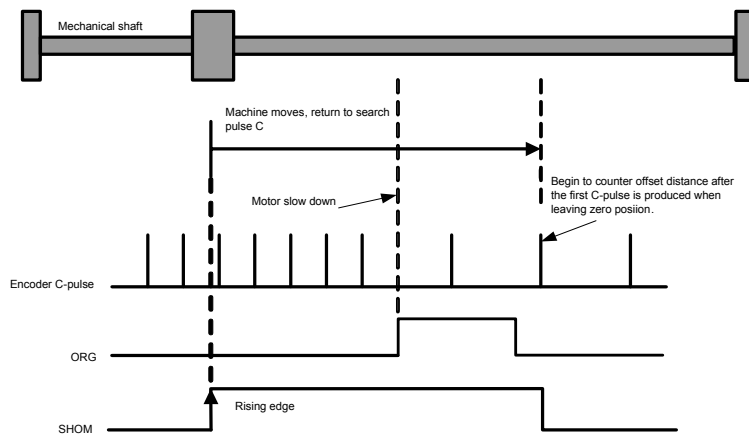 Mechanical shaft
Machine moves, return to search
pulse C
Motor slow down
Begin to counter offset distance after
the first C-pulse is produced when
leaving zero posiion.
Encoder C-pulse
ORG
Rising edge
SHOM